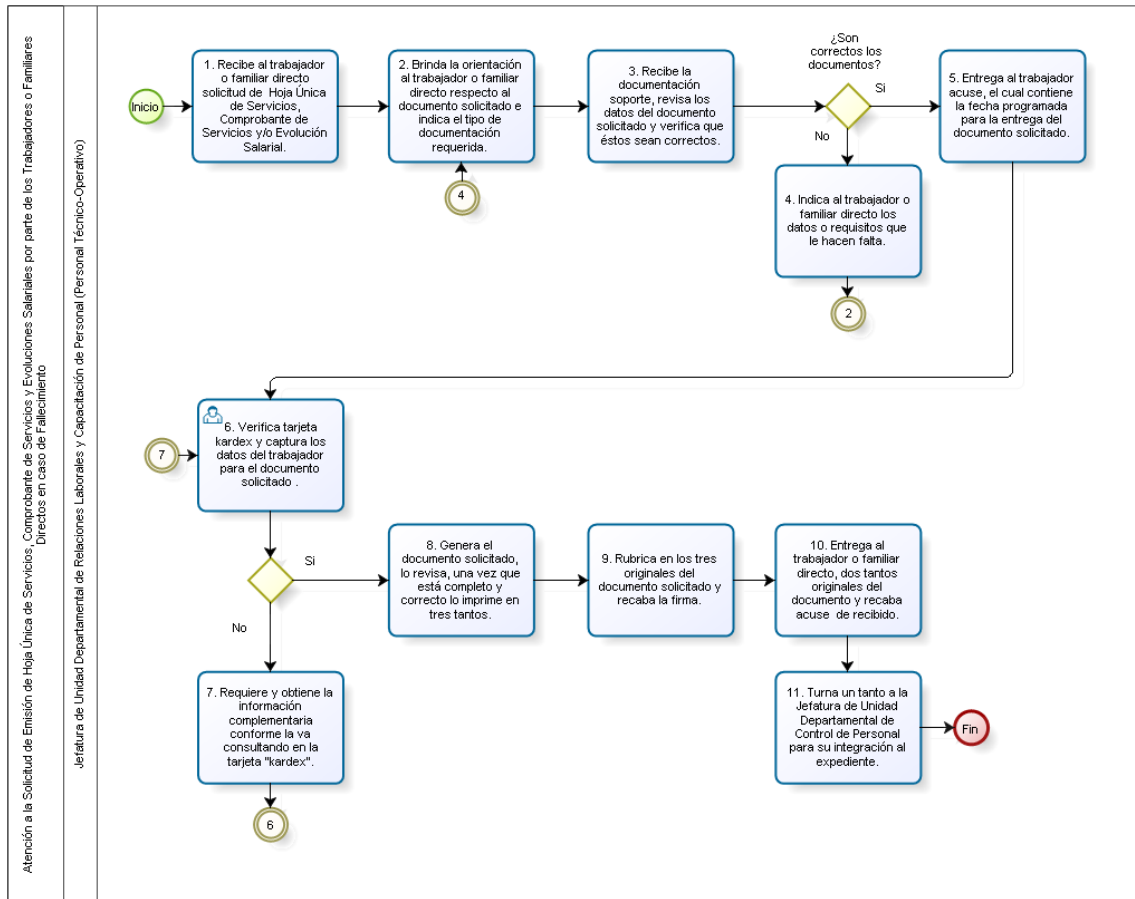 Atención a la Solicitud de Emisión de Hoja Única de Servicios, Comprobante de Servicios y Evoluciones Salariales por parte de los Trabajadores o Familiares
Directos en caso de Fallecimiento
Jefatura de Unidad Departamental de Relaciones Laborales y Capacitación de Personal (Personal Técnico-Operativo)
Inicio
1. Recibe al trabajador
o familiar directo
solicitud de Hoja Única
de Servicios,
Comprobante de
Servicios y/o Evolución
Salarial.
2. Brinda la orientación
al trabajador o familiar
directo respecto al
documento solicitado e
indica el tipo de
documentación
requerida.
4
3. Recibe la
documentación
soporte, revisa los
datos del documento
solicitado y verifica que
éstos sean correctos.
¿Son
correctos los
documentos?
Si
No
5. Entrega al trabajador
acuse, el cual contiene
la fecha programada
para la entrega del
documento solicitado.
4. Indica al trabajador o
familiar directo los
datos o requisitos que
le hacen falta.
2
7
6. Verifica tarjeta
kardex y captura los
datos del trabajador
para el documento
solicitado .
Si
No
8. Genera el
documento solicitado,
lo revisa, una vez que
está completo y
correcto lo imprime en
tres tantos.
9. Rubrica en los tres
originales del
documento solicitado y
recaba la firma.
10. Entrega al
trabajador o familiar
directo, dos tantos
originales del
documento y recaba
acuse de recibido.
7. Requiere y obtiene la
información
complementaria
conforme la va
consultando en la
tarjeta "kardex".
6
11. Turna un tanto a la
Jefatura de Unidad
Departamental de
Control de Personal
para su integración al
expediente.
Fin